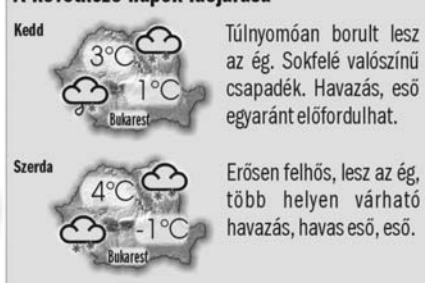 A következő napok időjárása
Kedd
3°C
1°C
Bukarest
Túlnyomóan borult lesz
az ég. Sokfelé valószínű
csapadék. Havazás, eső
egyaránt előfordulhat.
Szerda
4°C
-1°C
Bukarest
Erősen felhős, lesz az ég,
több helyen várható
havazás, havas eső, eső.